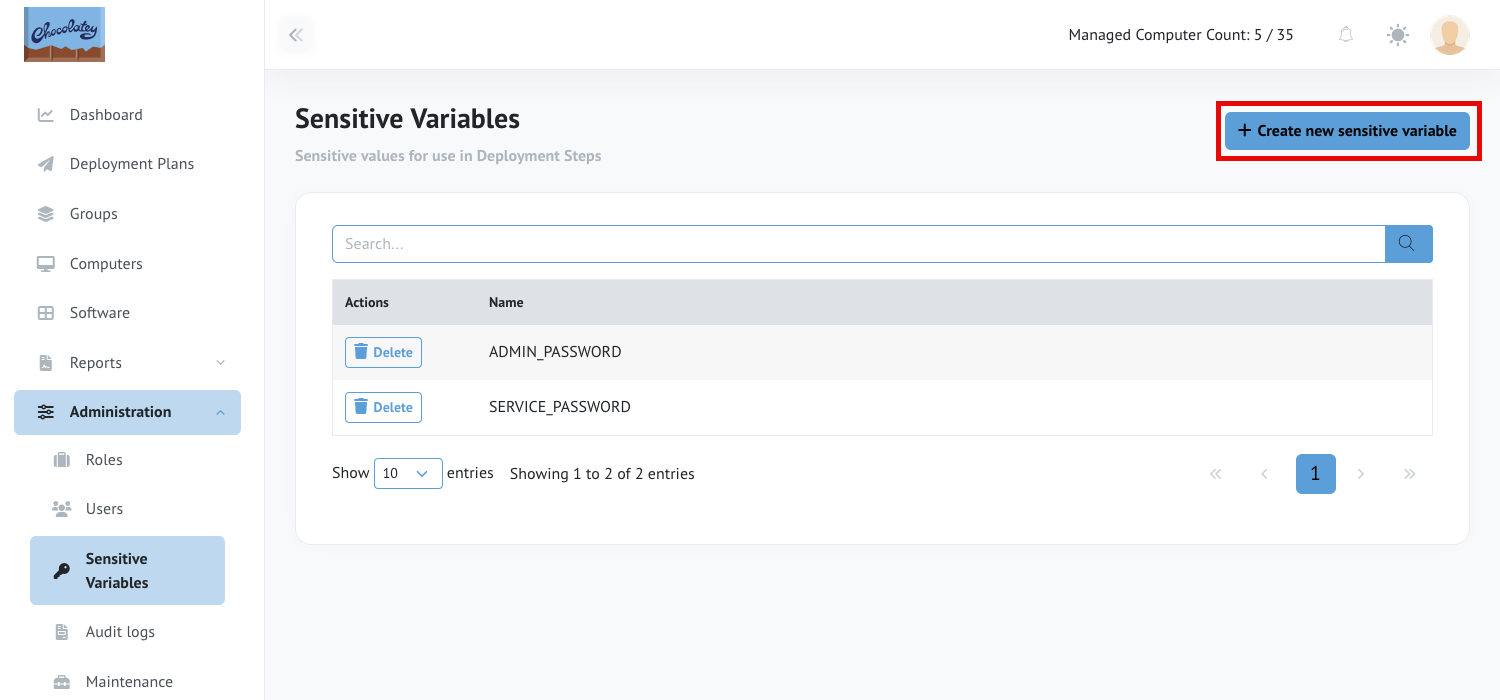 Chocolatey
Managed Computer Count: 5 / 35
Dashboard
Deployment Plans
Groups
Computers
Software
Reports
Administration
Roles
Users
Sensitive
Variables
Audit logs
Maintenance
Sensitive Variables
Sensitive values for use in Deployment Steps
+ Create new sensitive variable
Search...
Actions Name
Delete ADMIN_PASSWORD
Delete SERVICE_PASSWORD
Show 10 entries Showing 1 to 2 of 2 entries « ‹ 1 › »